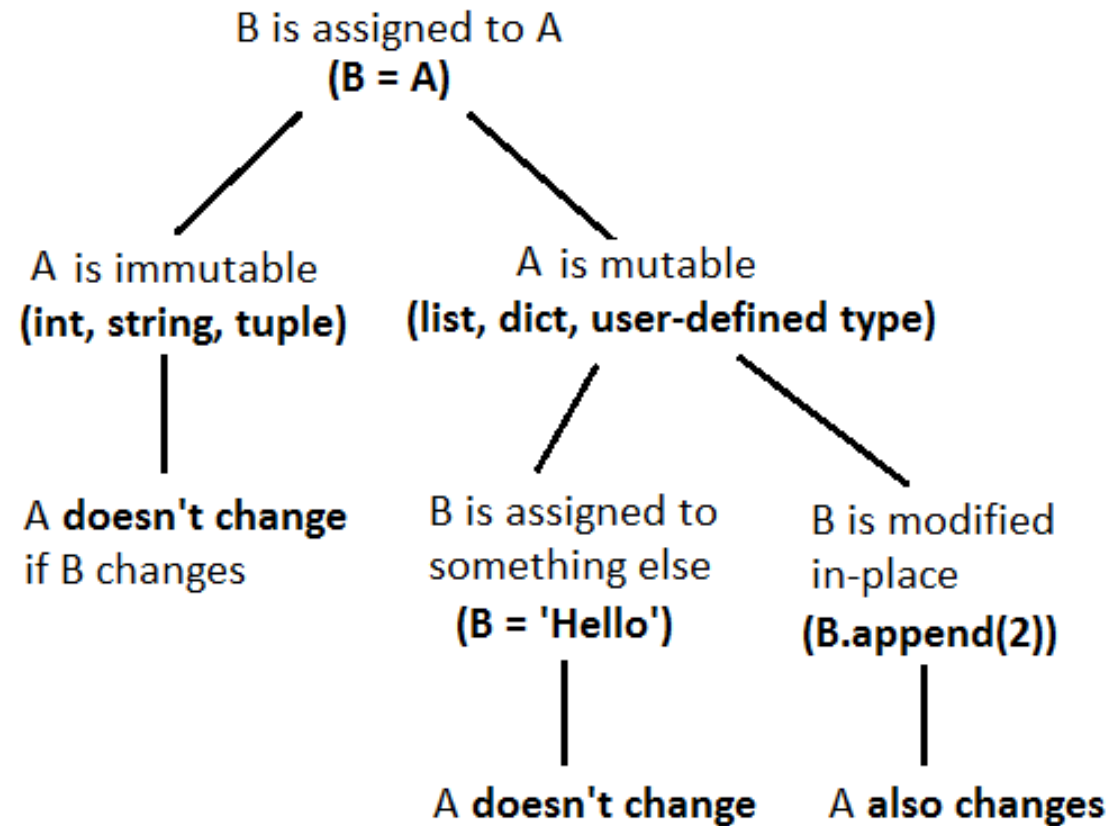 B is assigned to A
(B = A)
A is immutable
(int, string, tuple)
A is mutable
(list, dict, user-defined type)
A doesn't change
if B changes
B is assigned to
something else
(B = 'Hello')
B is modified
in-place
(B.append(2))
A doesn't change
A also changes